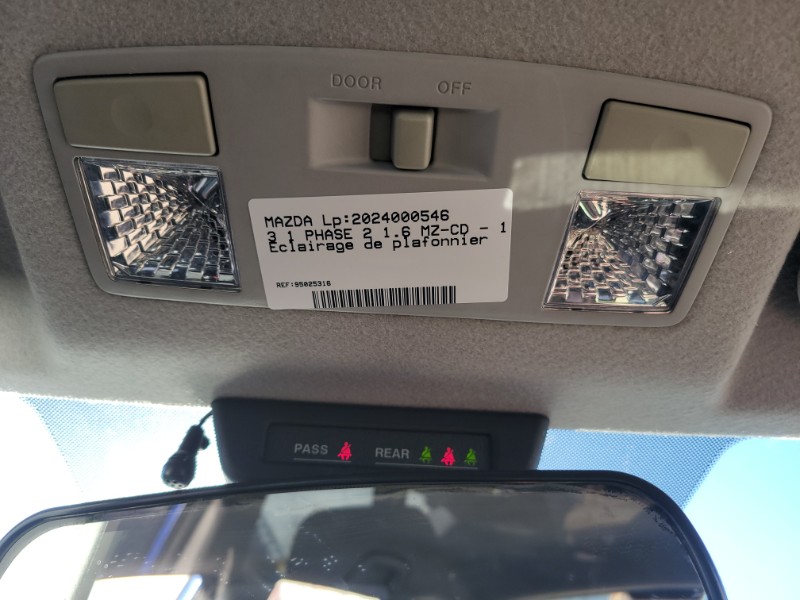 DOOR OFF
MAZDA Lp:2024000546
3 1 PHASE 2 1.6 MZ-CD - 1
Eclairage de plafonnier
REF:95025316
PASS REAR